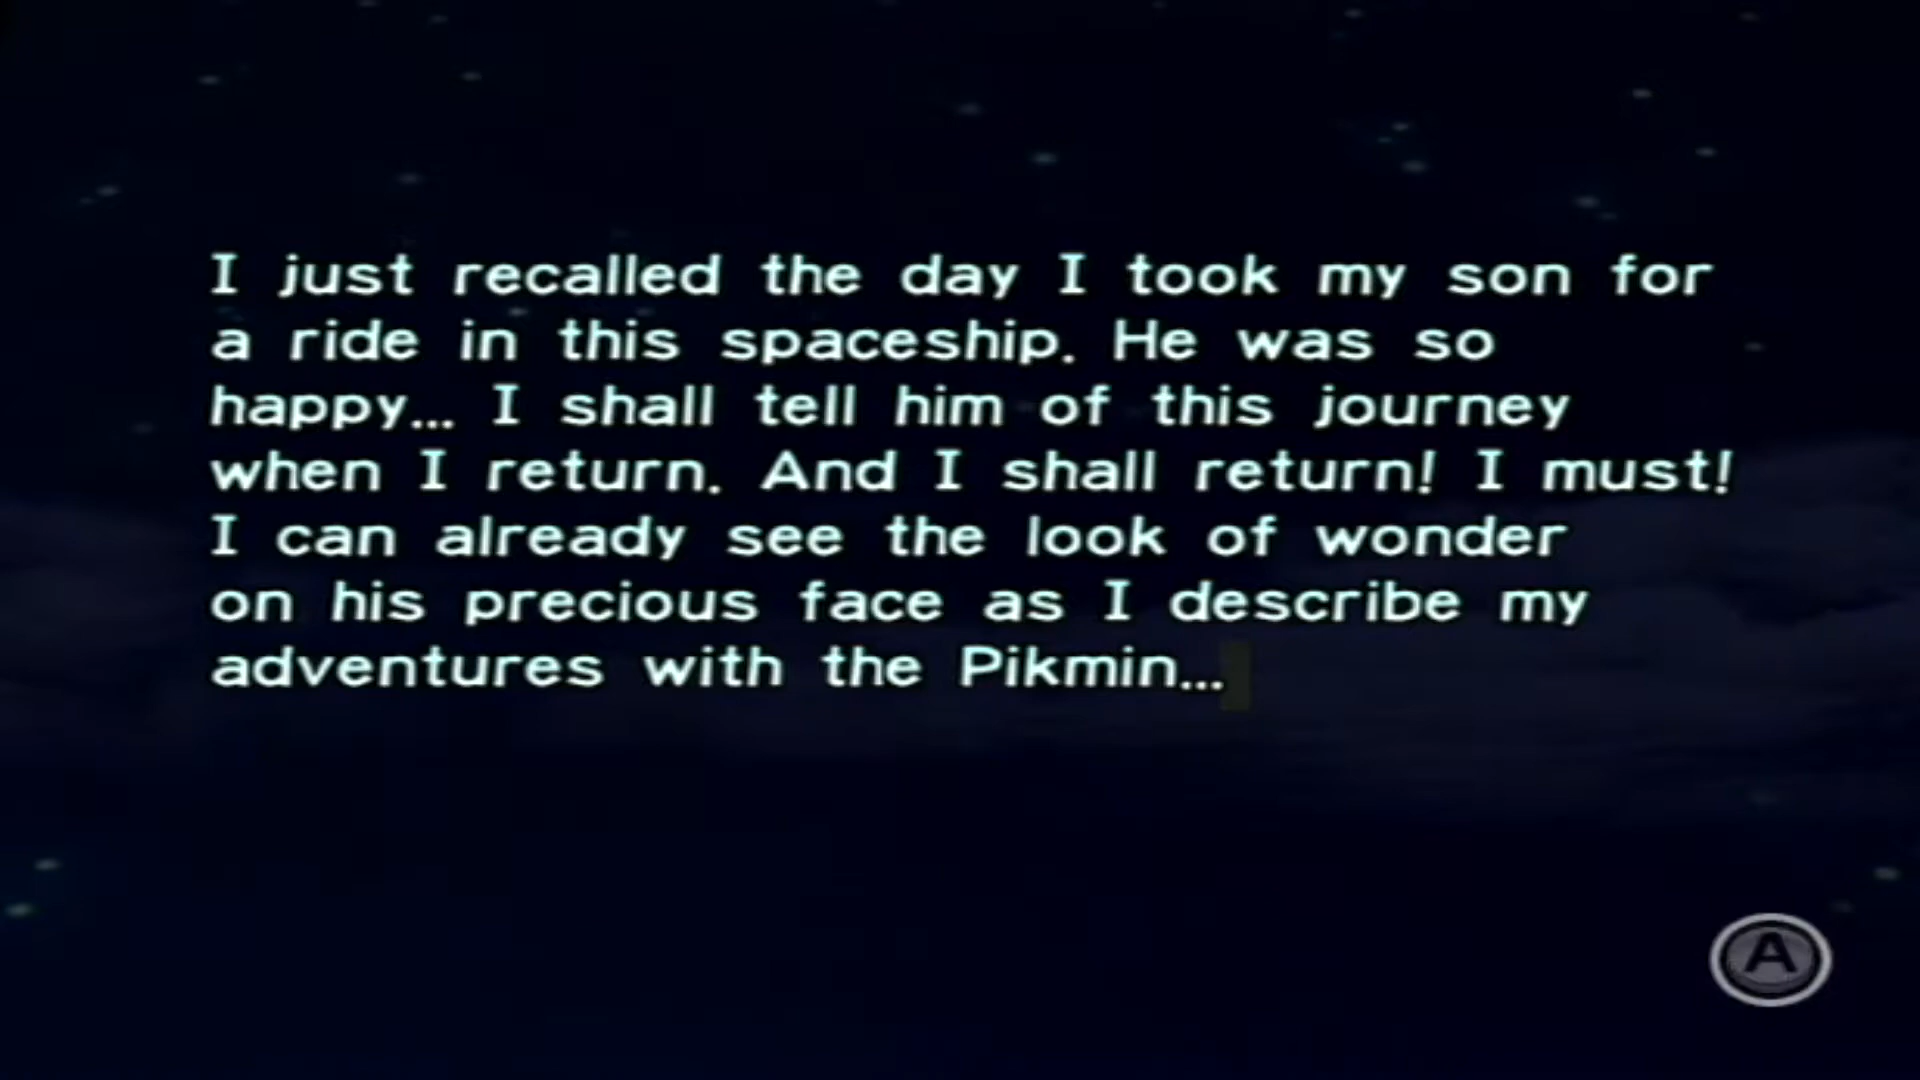 I just recalled the day I took my son for
a ride in this spaceship. He was so
happy... I shall tell him of this journey
when I return. And I shall return! I must!
I can already see the look of wonder
on his precious face as I describe my
adventures with the Pikmin...
A